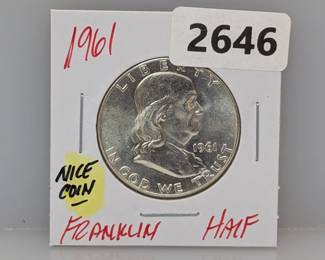 1961
2646
LIBERTY
1961
IN GOD WE TRUST
NICE
COIN
FRANKLIN HALF